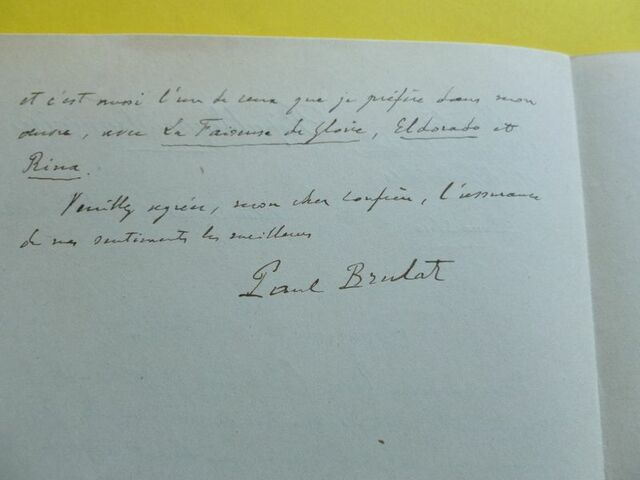 et c'est aussi l'un de ceux que je préfère dans mon
œuvre, avec La Faiseuse de Gloire, Eldorado et
Rina.
Veuillez agréer, mon cher confrère, l'assurance
de mes sentiments les meilleurs
Paul Brulat